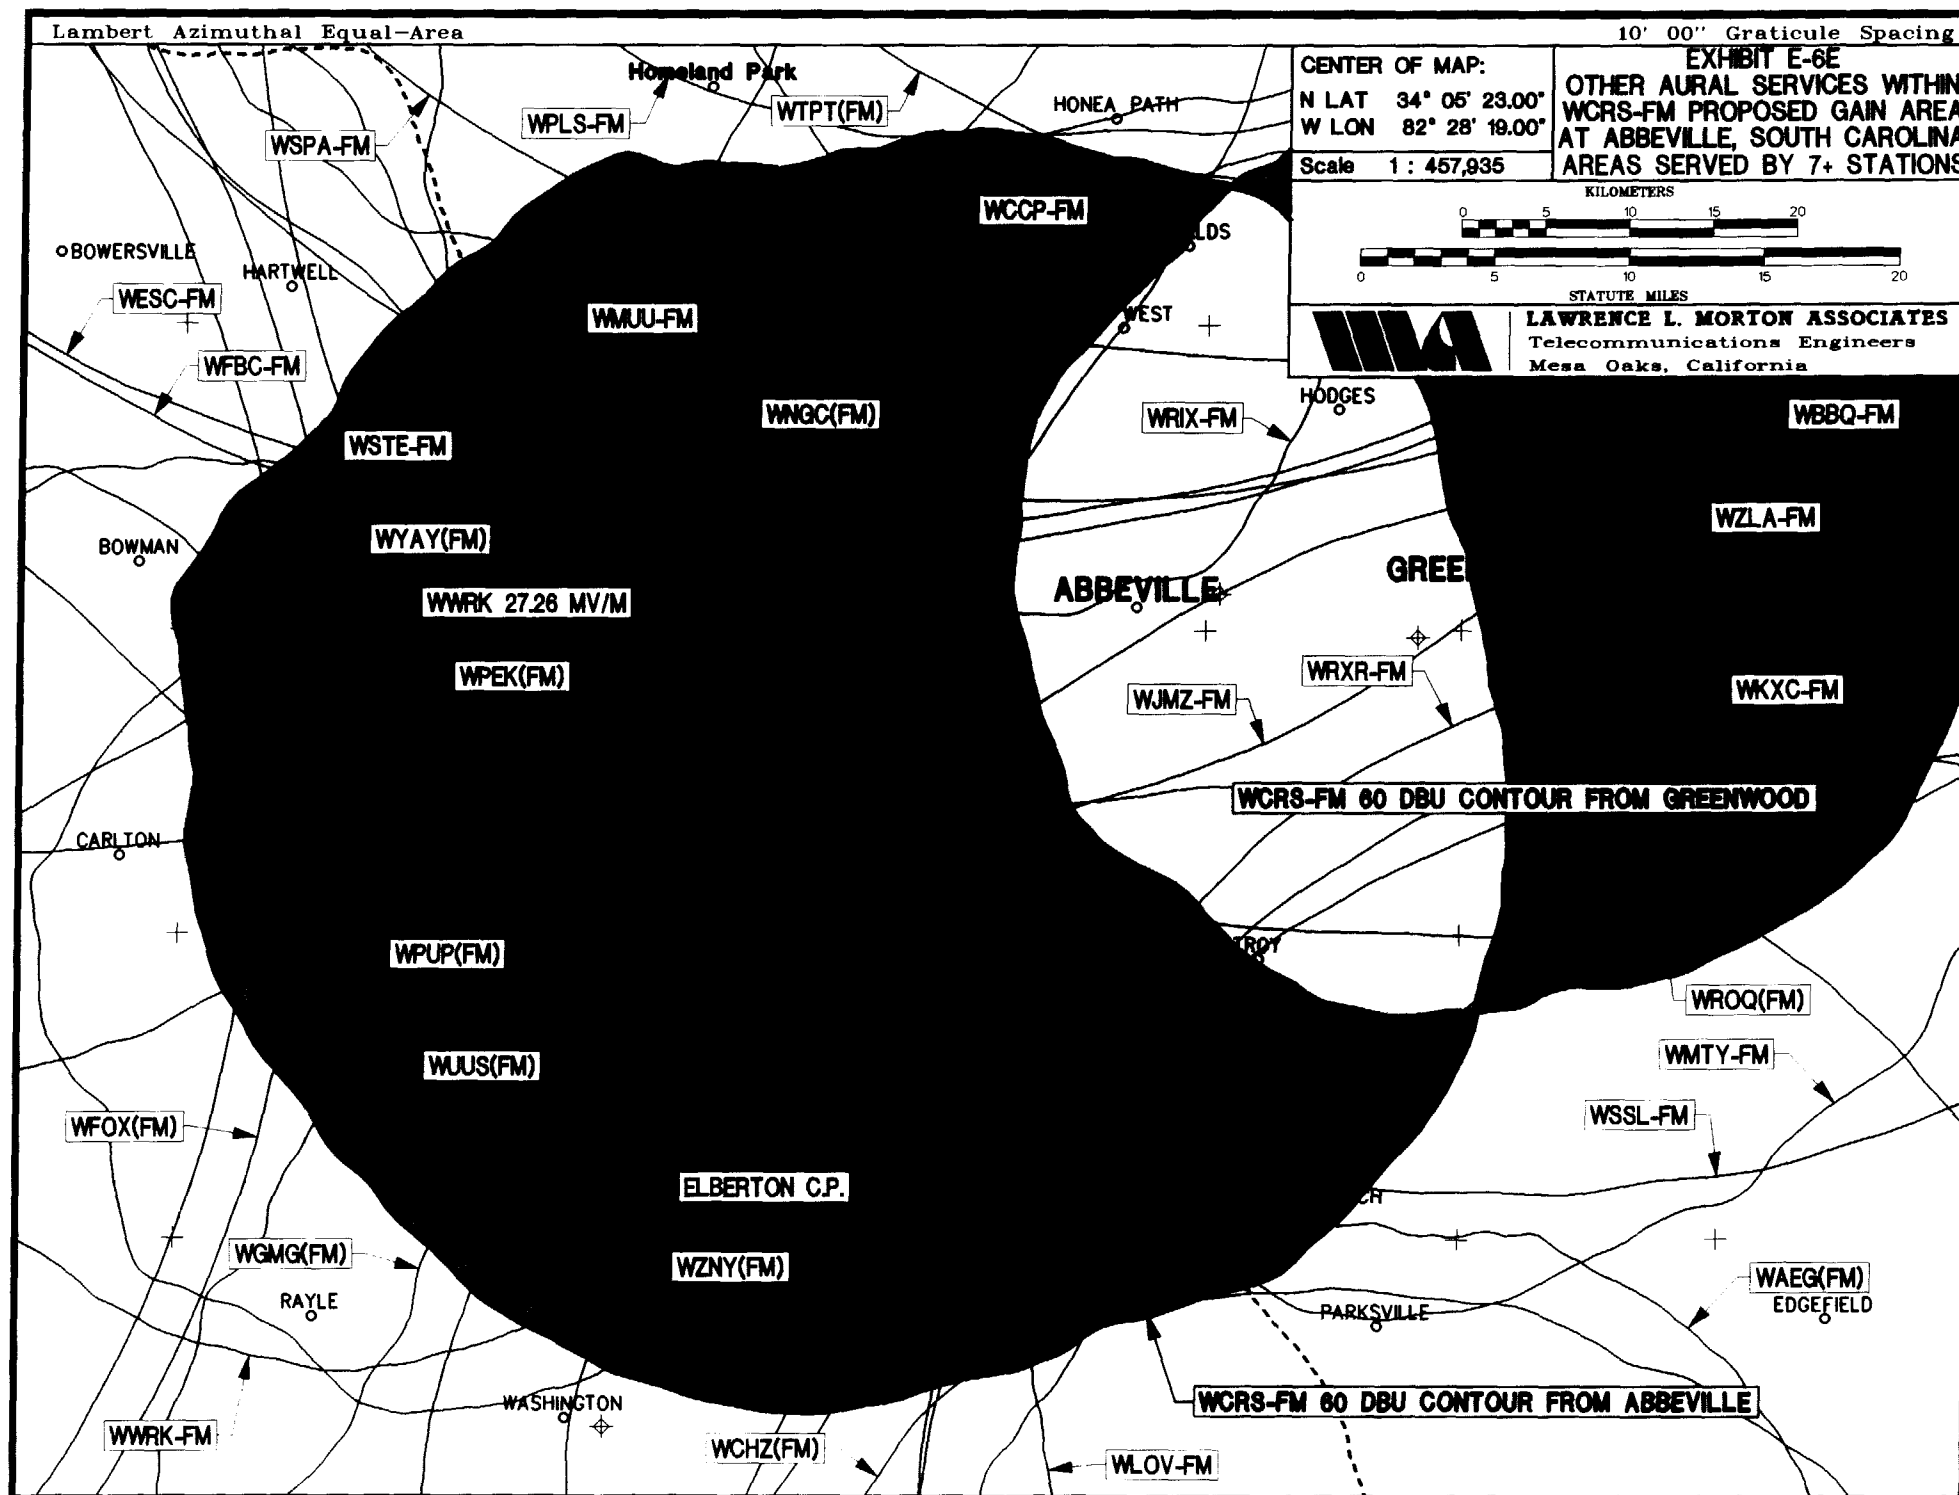 Lambert Azimuthal Equal-Area
10' 00" Graticule Spacing
CENTER OF MAP:
N LAT 34° 05' 23.00"
W LON 82° 28' 19.00"
Scale 1 : 457,935
EXHIBIT E-6E
OTHER AURAL SERVICES WITHIN
WCRS-FM PROPOSED GAIN AREA
AT ABBEVILLE, SOUTH CAROLINA
AREAS SERVED BY 7+ STATIONS
KILOMETERS
0 5 10 15 20
0 5 10 15 20
STATUTE MILES
LAWRENCE L. MORTON ASSOCIATES
Telecommunications Engineers
Mesa Oaks, California
Homeland Park
WPLS-FM
WTPT(FM)
HONEA PATH
WSPA-FM
WCCP-FM
LDS
BOWERSVILLE
HARTWELL
WESC-FM
WMUU-FM
WEST
WFBC-FM
HODGES
WNGC(FM)
WRIX-FM
WBBQ-FM
WSTE-FM
WZLA-FM
WYAY(FM)
BOWMAN
GREE
ABBEVILLE
WWRK 27.26 MV/M
WPEK(FM)
WRXR-FM
WJMZ-FM
WKXC-FM
WCRS-FM 60 DBU CONTOUR FROM GREENWOOD
CARLTON
WPUP(FM)
TROY
WROQ(FM)
WMTY-FM
WJUS(FM)
WSSL-FM
WFOX(FM)
ELBERTON C.P.
CR
WGMG(FM)
WZNY(FM)
WAEG(FM)
EDGEFIELD
RAYLE
PARKSVILLE
WCRS-FM 60 DBU CONTOUR FROM ABBEVILLE
WASHINGTON
WWRK-FM
WCHZ(FM)
WLOV-FM